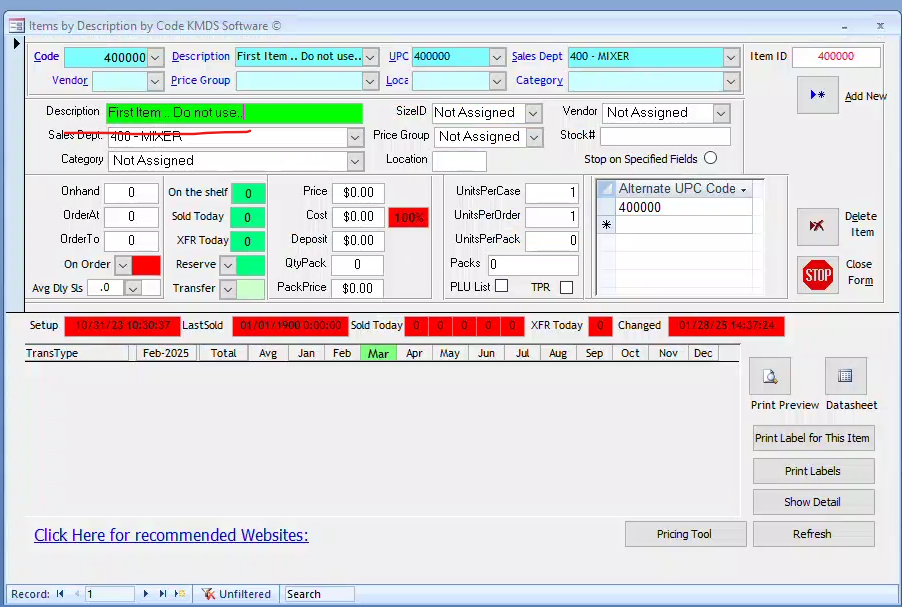 Items by Description by Code KMDS Software ©
Code 400000 Description First Item .. Do not use.. UPC 400000 Sales Dept 400 - MIXER Item ID 400000
Vendor Price Group Loca Category
Add New
Description First Item .. Do not use.. SizeID Not Assigned Vendor Not Assigned
Sales Dept. 400 - MIXER Price Group Not Assigned Stock#
Category Not Assigned Location Stop on Specified Fields
Onhand 0 On the shelf 0 Price $0.00 UnitsPerCase 1 Alternate UPC Code
400000
OrderAt 0 Sold Today 0 Cost $0.00 100% UnitsPerOrder 1
Delete Item
OrderTo 0 XFR Today 0 Deposit $0.00 UnitsPerPack 0
On Order Reserve QtyPack 0 Packs 0
STOP Close Form
Avg Dly Sls .0 Transfer PackPrice $0.00 PLU List TPR
Setup 10/31/23 10:30:37 LastSold 01/01/1900 0:00:00 Sold Today 0 0 0 0 0 XFR Today 0 Changed 01/28/25 14:37:24
TransType Feb-2025 Total Avg Jan Feb Mar Apr May Jun Jul Aug Sep Oct Nov Dec
Print Preview Datasheet
Print Label for This Item
Print Labels
Show Detail
Click Here for recommended Websites: Pricing Tool Refresh
Record: 1 Unfiltered Search